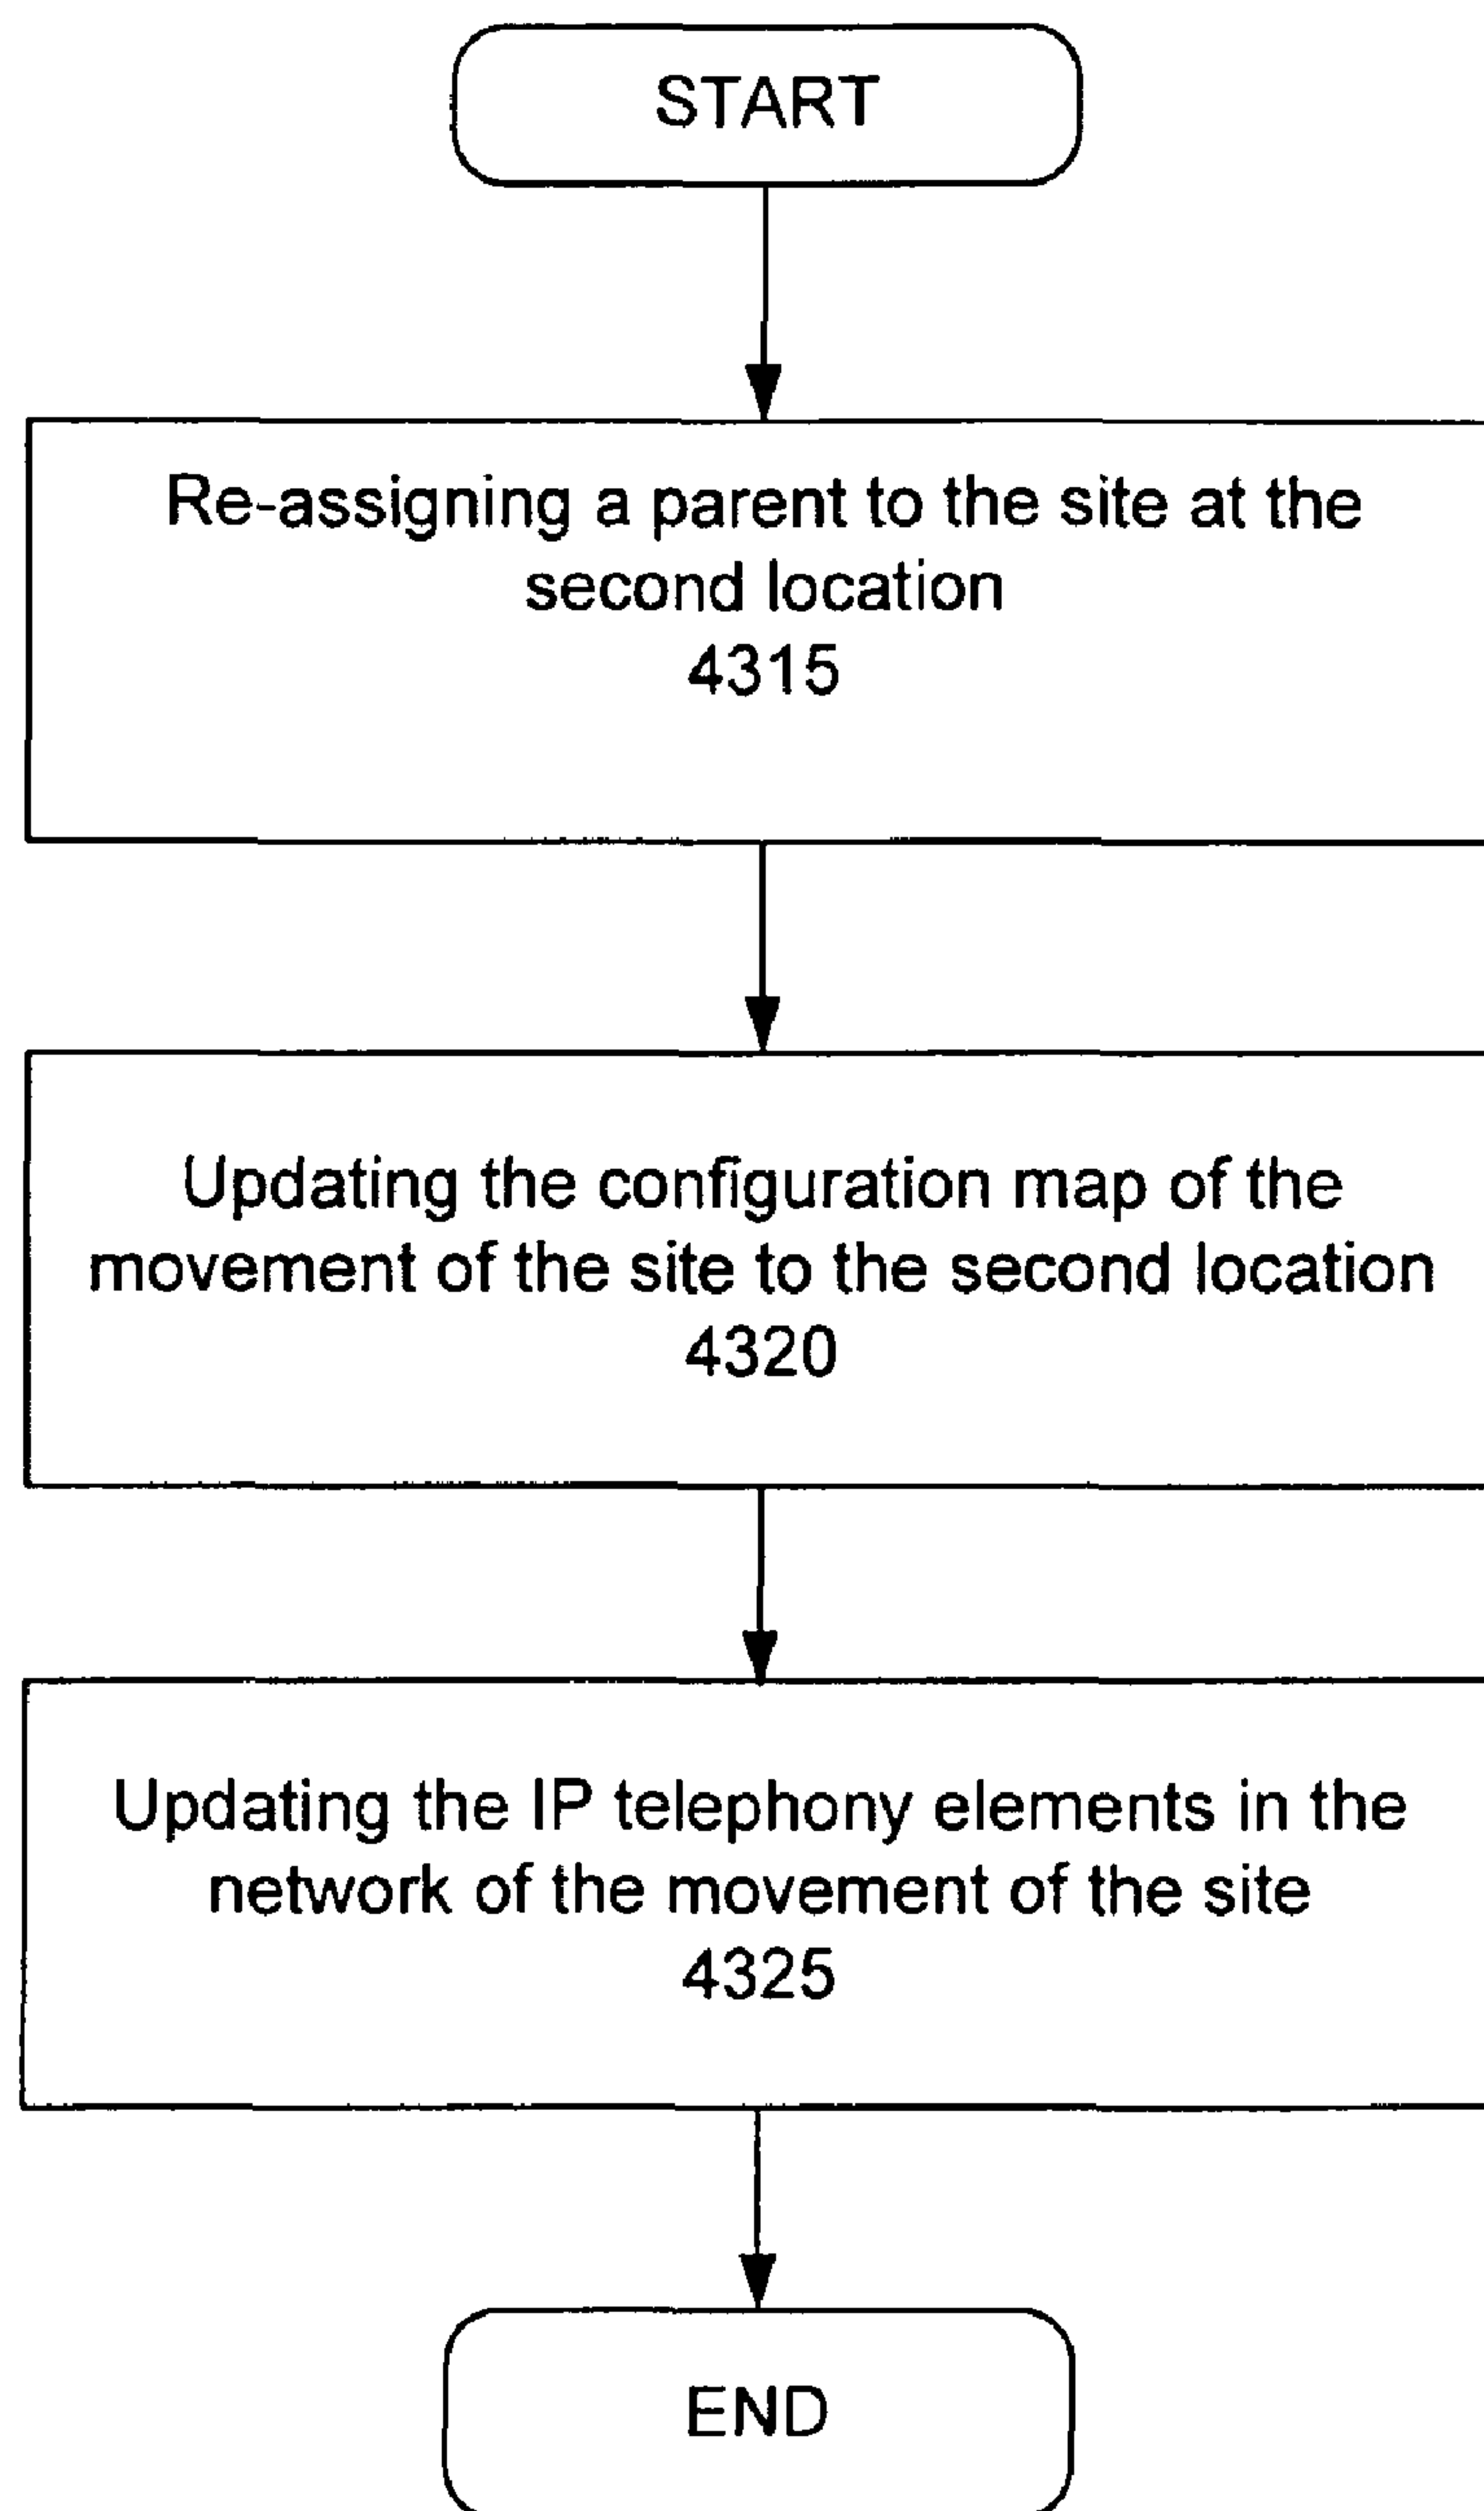 START
Re-assigning a parent to the site at the
second location
4315
Updating the configuration map of the
movement of the site to the second location
4320
Updating the IP telephony elements in the
network of the movement of the site
4325
END